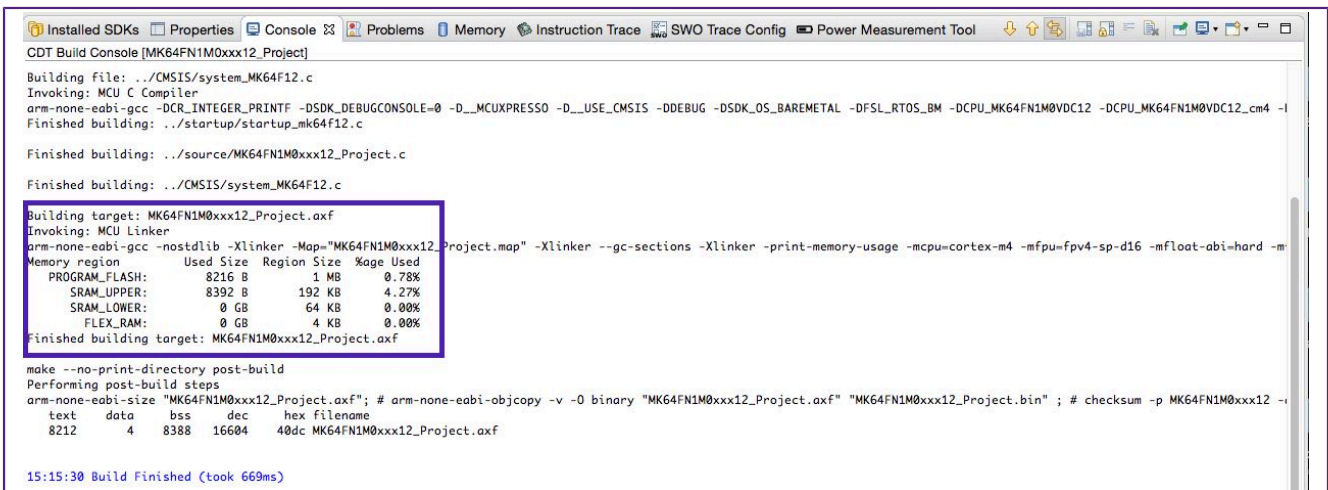 Installed SDKs Properties Console Problems Memory Instruction Trace SWO Trace Config Power Measurement Tool
CDT Build Console [MK64FN1M0xxx12_Project]
Building file: ../CMSIS/system_MK64F12.c
Invoking: MCU C Compiler
arm-none-eabi-gcc -DCR_INTEGER_PRINTF -DSDK_DEBUGCONSOLE=0 -D__MCUXPRESSO -D__USE_CMSIS -DDEBUG -DSDK_OS_BAREMETAL -DFSL_RTOS_BM -DCPU_MK64FN1M0VDC12 -DCPU_MK64FN1M0VDC12_cm4 -
Finished building: ../startup/startup_mk64f12.c
Finished building: ../source/MK64FN1M0xxx12_Project.c
Finished building: ../CMSIS/system_MK64F12.c
Building target: MK64FN1M0xxx12_Project.axf
Invoking: MCU Linker
arm-none-eabi-gcc -nostdlib -Xlinker -Map="MK64FN1M0xxx12_Project.map" -Xlinker --gc-sections -Xlinker -print-memory-usage -mcpu=cortex-m4 -mfpu=fpv4-sp-d16 -mfloat-abi=hard -m
Memory region Used Size Region Size %age Used
PROGRAM_FLASH: 8216 B 1 MB 0.78%
SRAM_UPPER: 8392 B 192 KB 4.27%
SRAM_LOWER: 0 GB 64 KB 0.00%
FLEX_RAM: 0 GB 4 KB 0.00%
Finished building target: MK64FN1M0xxx12_Project.axf
make --no-print-directory post-build
Performing post-build steps
arm-none-eabi-size "MK64FN1M0xxx12_Project.axf"; # arm-none-eabi-objcopy -v -O binary "MK64FN1M0xxx12_Project.axf" "MK64FN1M0xxx12_Project.bin" ; # checksum -p MK64FN1M0xxx12 -
text data bss dec hex filename
8212 4 8388 16604 40dc MK64FN1M0xxx12_Project.axf
15:15:30 Build Finished (took 669ms)